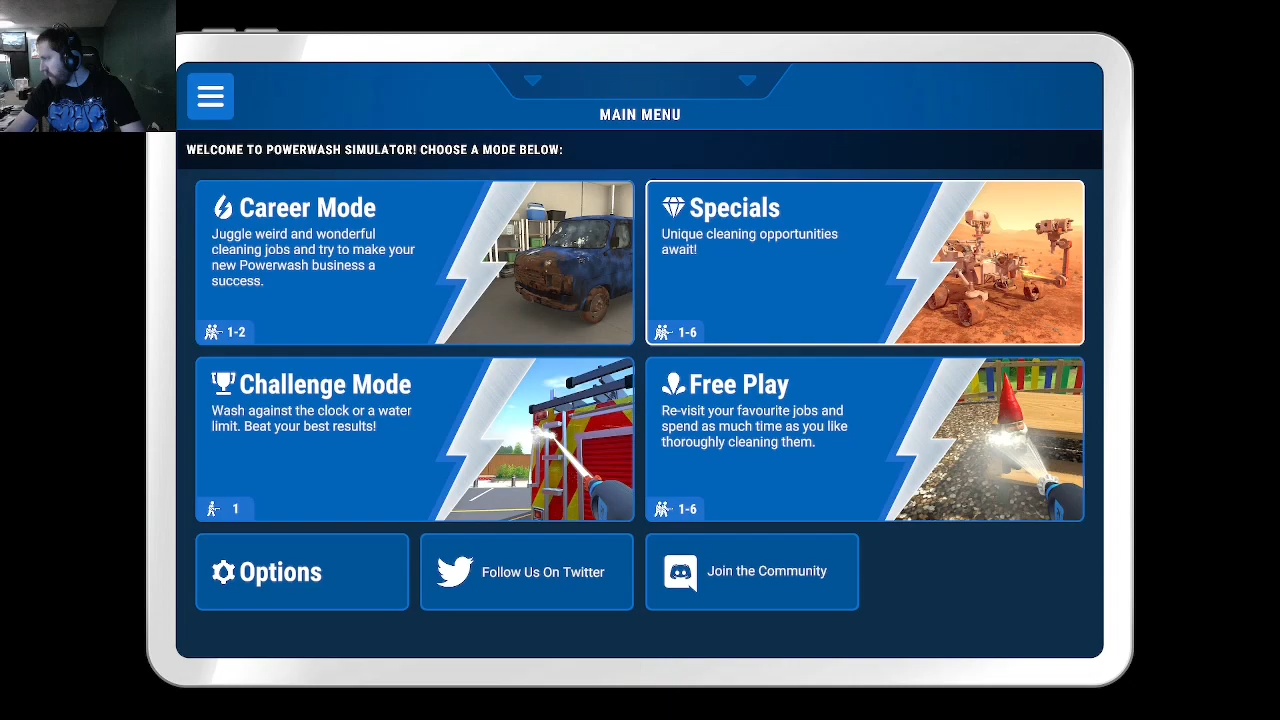 MAIN MENU
WELCOME TO POWERWASH SIMULATOR! CHOOSE A MODE BELOW:
Career Mode
Juggle weird and wonderful
cleaning jobs and try to make your
new Powerwash business a
success.
1-2
Specials
Unique cleaning opportunities
await!
1-6
Challenge Mode
Wash against the clock or a water
limit. Beat your best results!
1
Free Play
Re-visit your favourite jobs and
spend as much time as you like
thoroughly cleaning them.
1-6
Options
Follow Us On Twitter
Join the Community